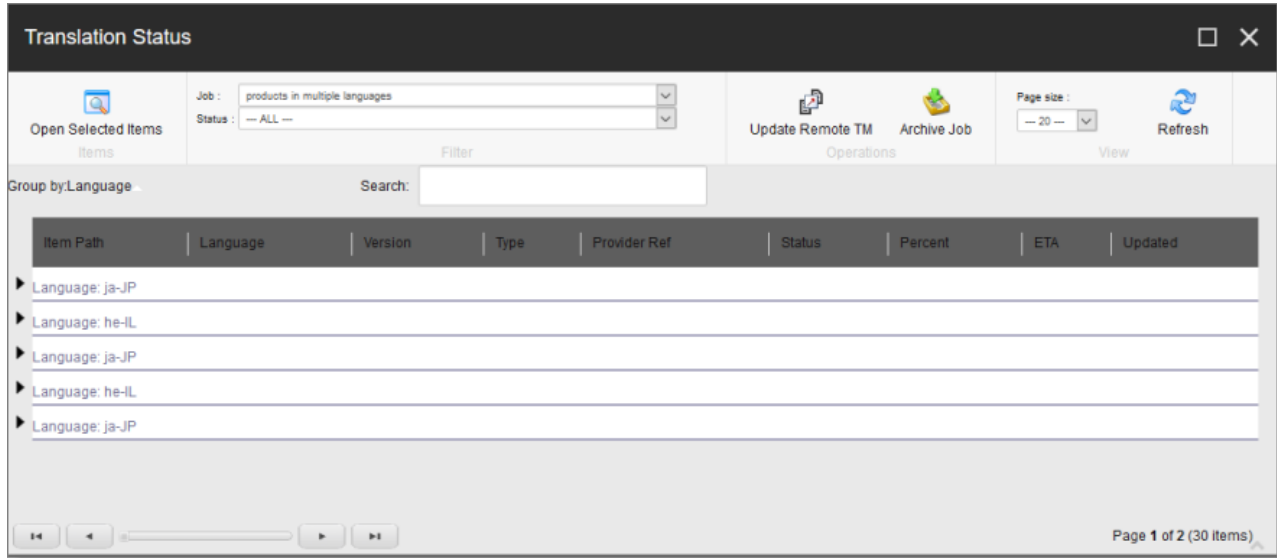 Translation Status
Open Selected Items
Items
Job : products in multiple languages
Status : --- ALL ---
Filter
Update Remote TM Archive Job
Operations
Page size :
--- 20 ---
Refresh
View
Group by:Language
Search:
Item Path Language Version Type Provider Ref Status Percent ETA Updated
Language: ja-JP
Language: he-IL
Language: ja-JP
Language: he-IL
Language: ja-JP
Page 1 of 2 (30 items)